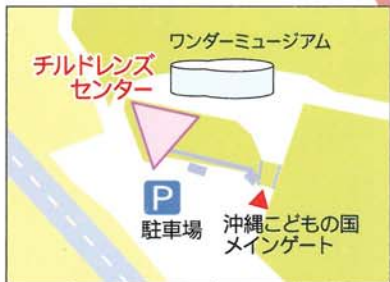 ワンダーミュージアム
チルドレンズ
センター
P
駐車場
沖縄こどもの国
メインゲート